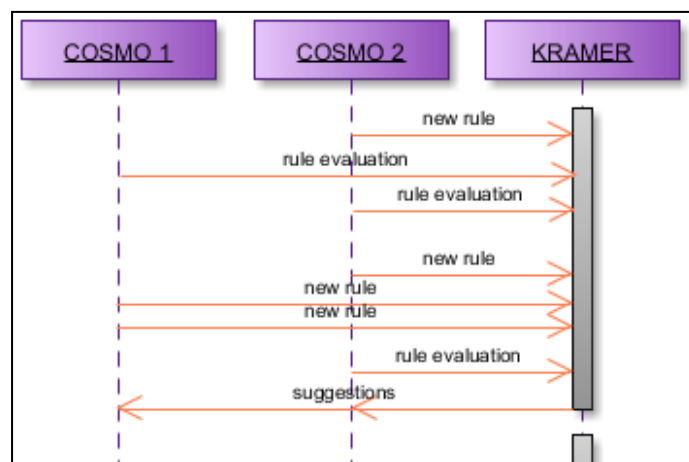 COSMO 1
COSMO 2
KRAMER
new rule
rule evaluation
rule evaluation
new rule
new rule
new rule
rule evaluation
suggestions